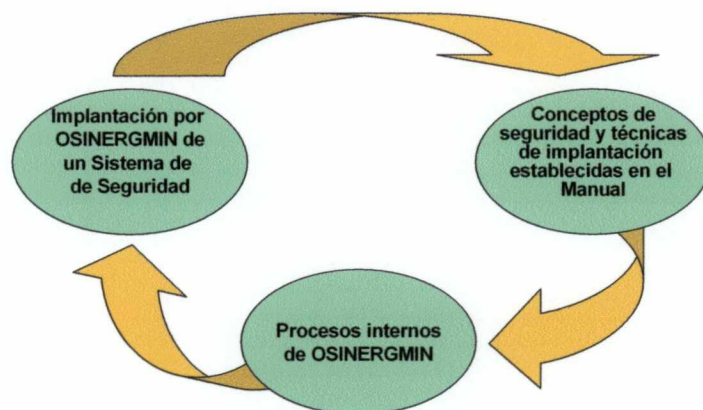 Implantación por
OSINERGMIN de
un Sistema de
de Seguridad
Conceptos de
seguridad y técnicas
de implantación
establecidas en el
Manual
Procesos internos
de OSINERGMIN